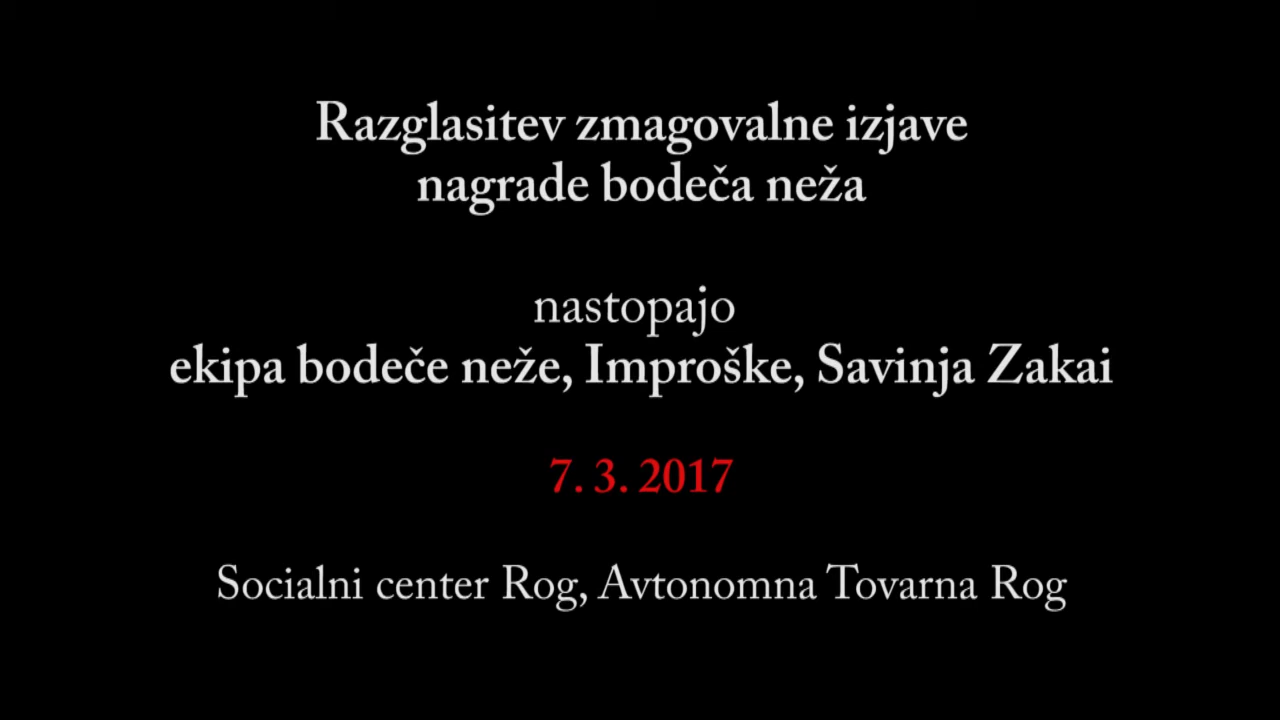 Razglasitev zmagovalne izjave
nagrade bodeča neža
nastopajo
ekipa bodeče neže, Improške, Savinja Zakai
7. 3. 2017
Socialni center Rog, Avtonomna Tovarna Rog